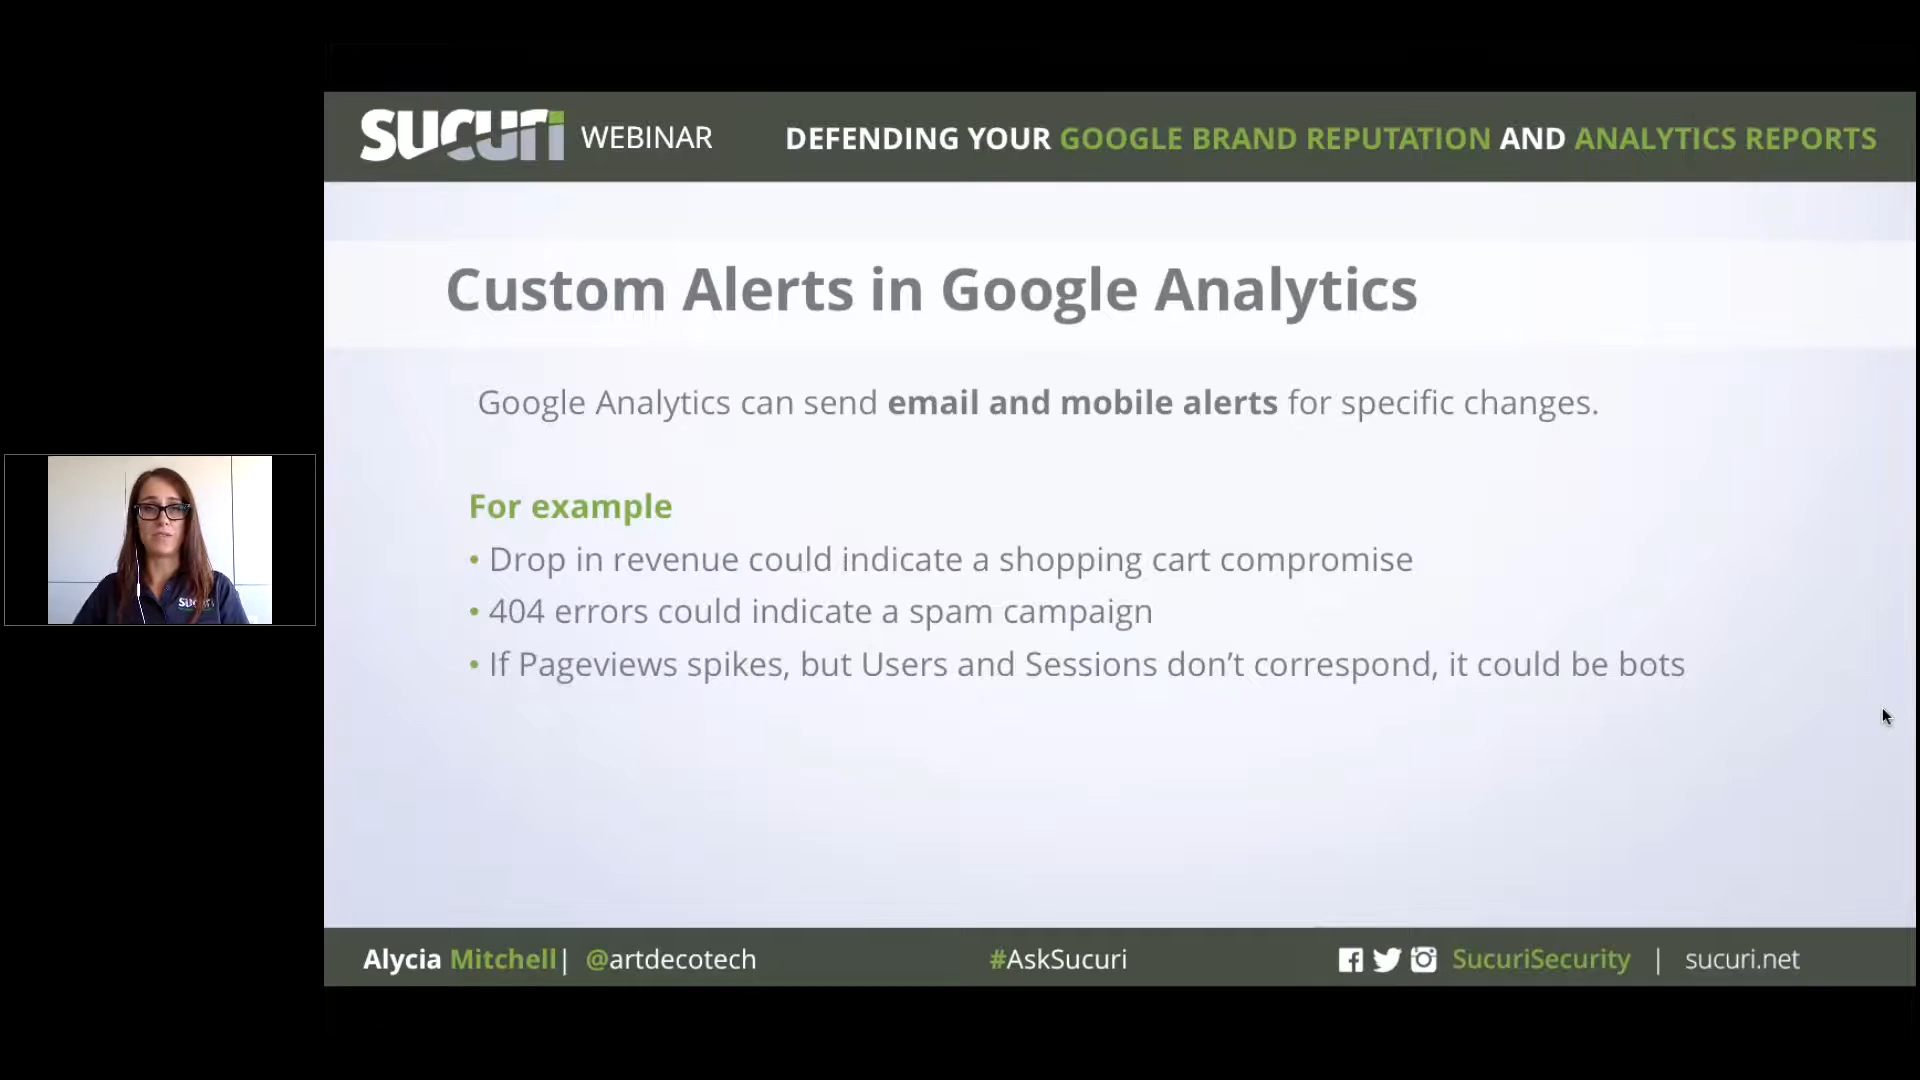 sucuri WEBINAR DEFENDING YOUR GOOGLE BRAND REPUTATION AND ANALYTICS REPORTS
Custom Alerts in Google Analytics
Google Analytics can send email and mobile alerts for specific changes.
For example
• Drop in revenue could indicate a shopping cart compromise
• 404 errors could indicate a spam campaign
• If Pageviews spikes, but Users and Sessions don’t correspond, it could be bots
sucuri
Alycia Mitchell| @artdecotech #AskSucuri SucuriSecurity | sucuri.net